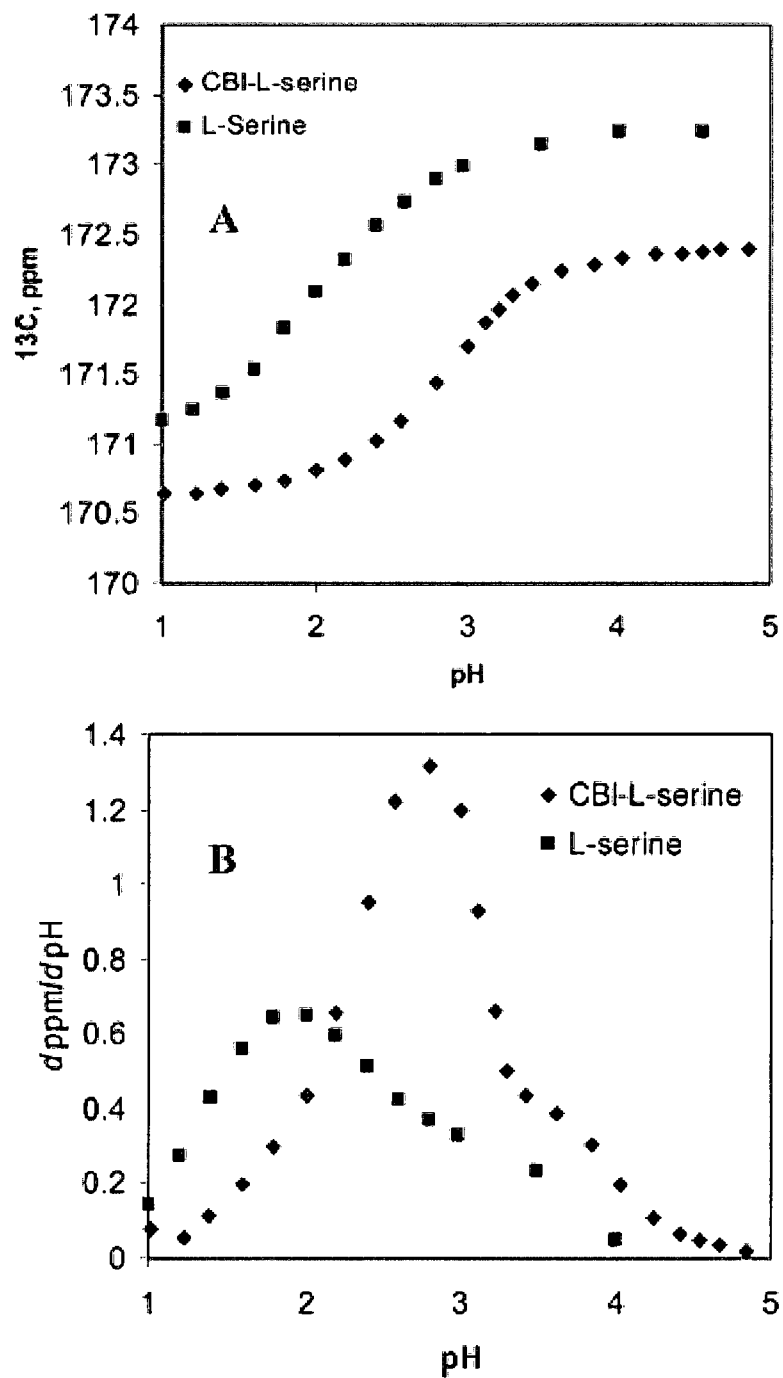 174
173.5
173
172.5
172
171.5
171
170.5
170
13C, ppm
CBI-L-serine
L-Serine
A
1 2 3 4 5
pH
1.4
1.2
1
0.8
0.6
0.4
0.2
0
dppm/dpH
CBI-L-serine
L-serine
B
1 2 3 4 5
pH